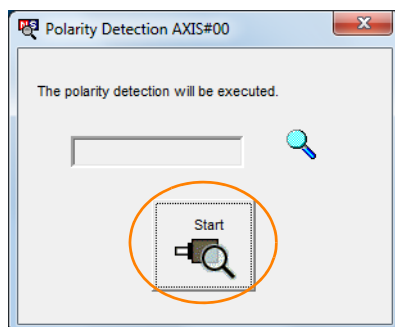 Polarity Detection AXIS#00
The polarity detection will be executed.
Start